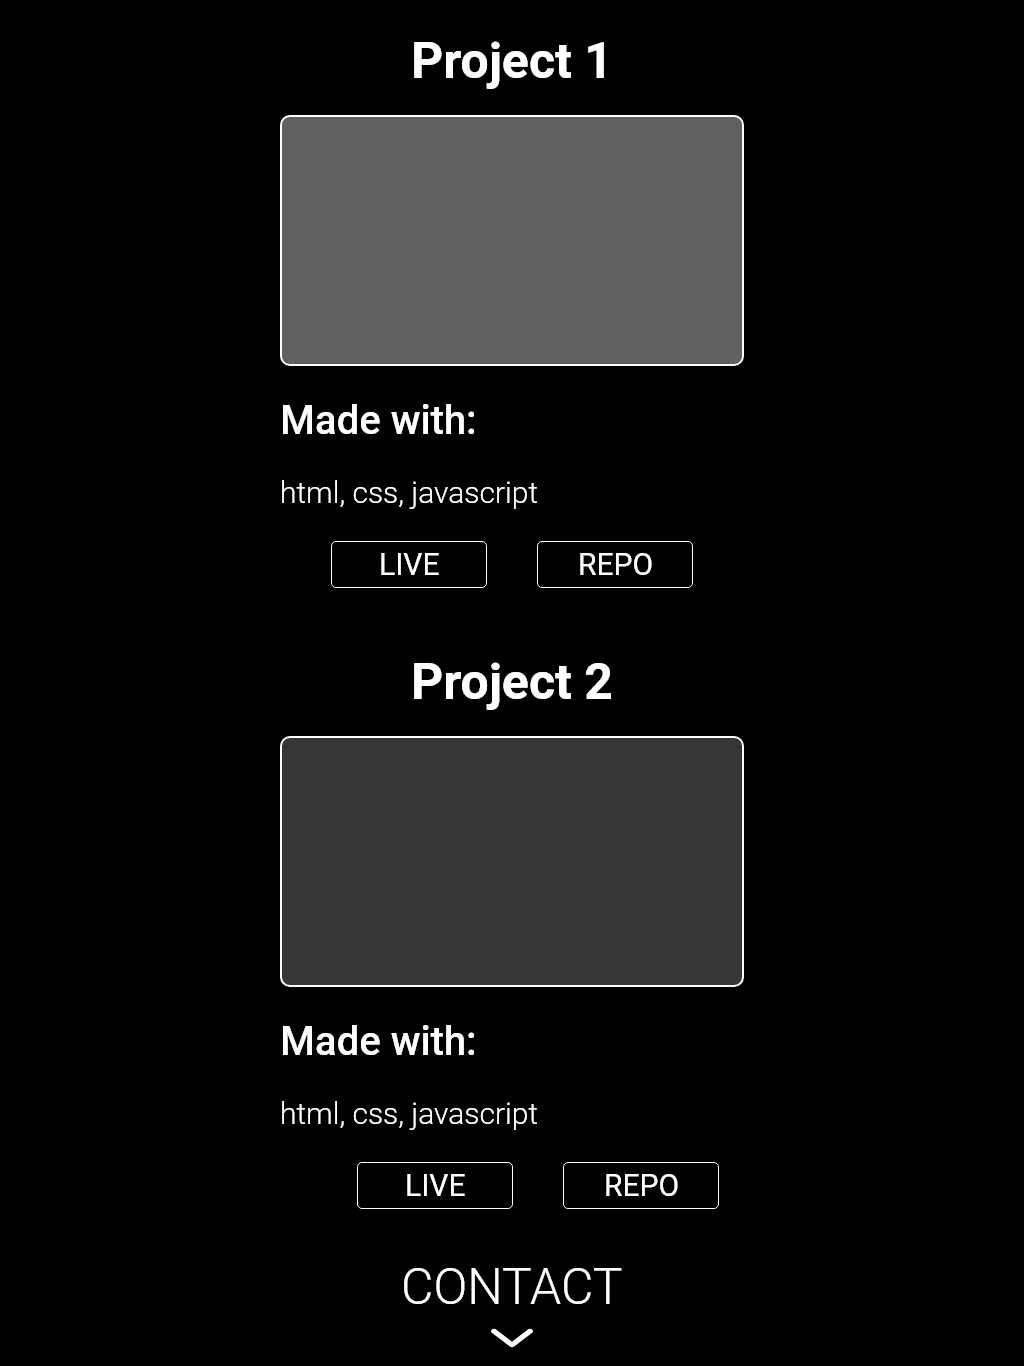 Project 1
Made with:
html, css, javascript
LIVE REPO
Project 2
Made with:
html, css, javascript
LIVE REPO
CONTACT